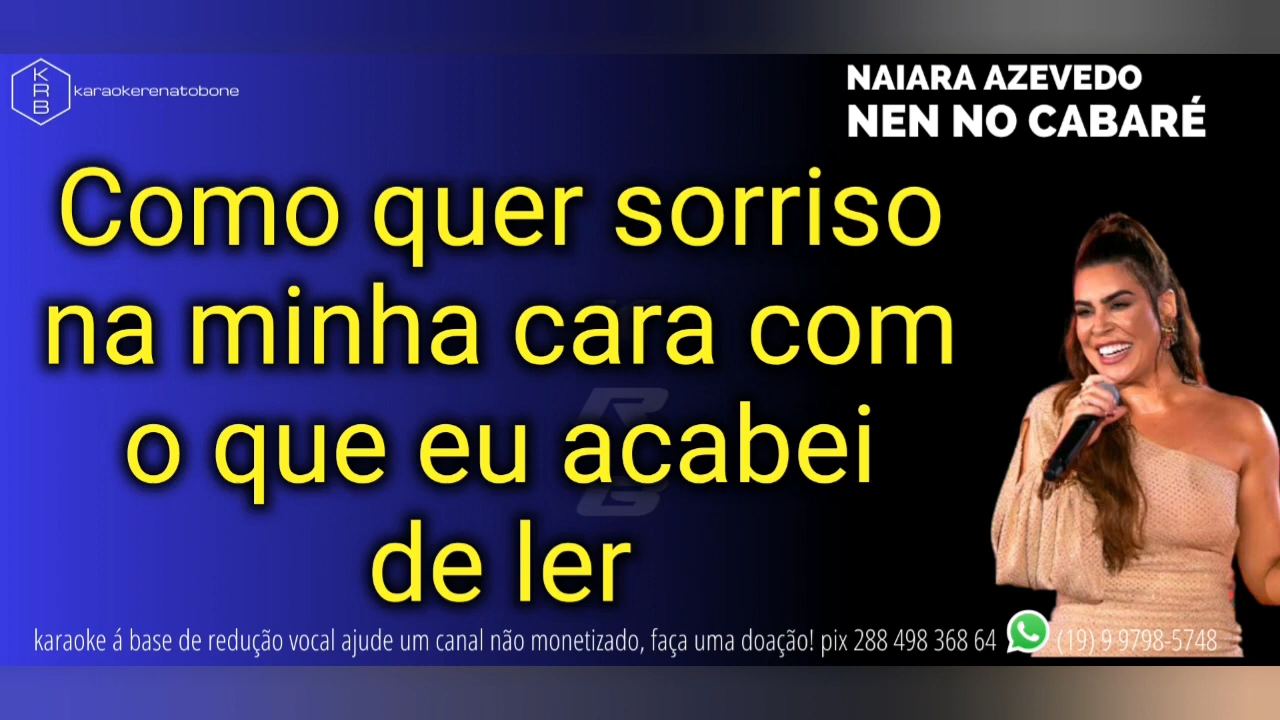 KRB
karaokerenatobone
NAIARA AZEVEDO
NEN NO CABARÉ
Como quer sorriso
na minha cara com
o que eu acabei
de ler
karaoke á base de redução vocal ajude um canal não monetizado, faça uma doação! pix 288 498 368 64 (19) 9 9798-5748